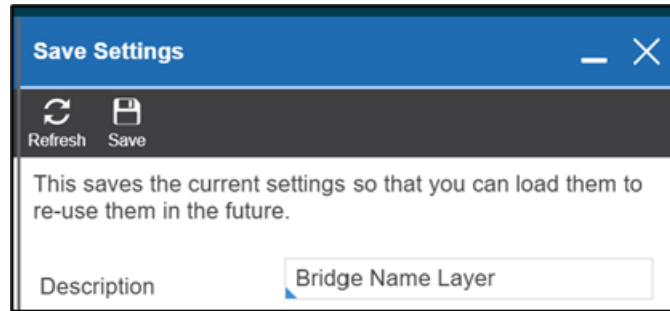 Save Settings
Refresh Save
This saves the current settings so that you can load them to
re-use them in the future.
Description Bridge Name Layer